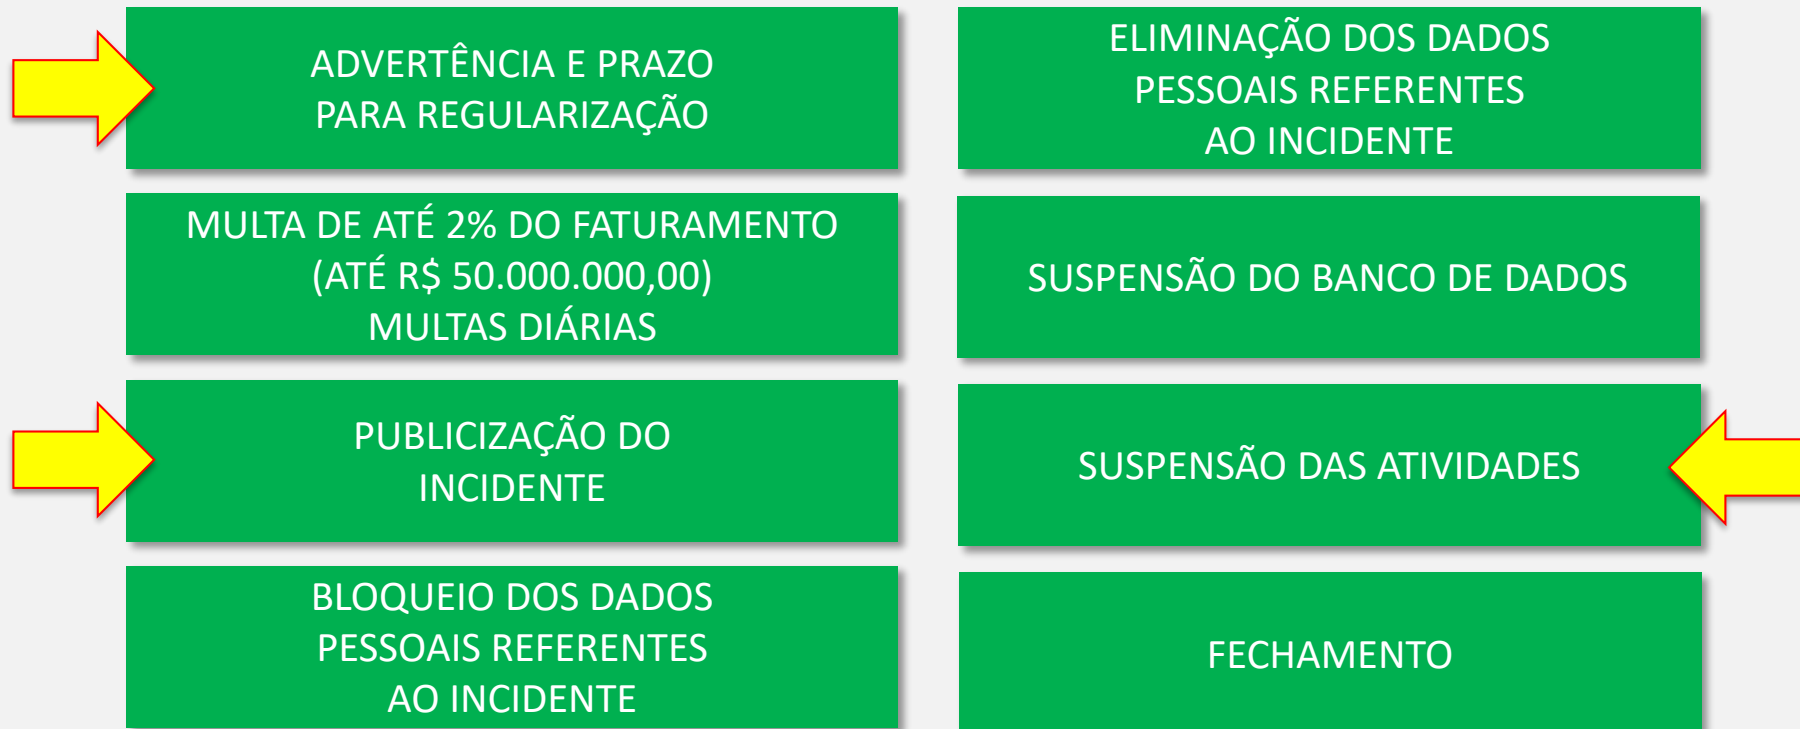 ADVERTÊNCIA E PRAZO
PARA REGULARIZAÇÃO
MULTA DE ATÉ 2% DO FATURAMENTO
(ATÉ R$ 50.000.000,00)
MULTAS DIÁRIAS
PUBLICIZAÇÃO DO
INCIDENTE
BLOQUEIO DOS DADOS
PESSOAIS REFERENTES
AO INCIDENTE
ELIMINAÇÃO DOS DADOS
PESSOAIS REFERENTES
AO INCIDENTE
SUSPENSÃO DO BANCO DE DADOS
SUSPENSÃO DAS ATIVIDADES
FECHAMENTO